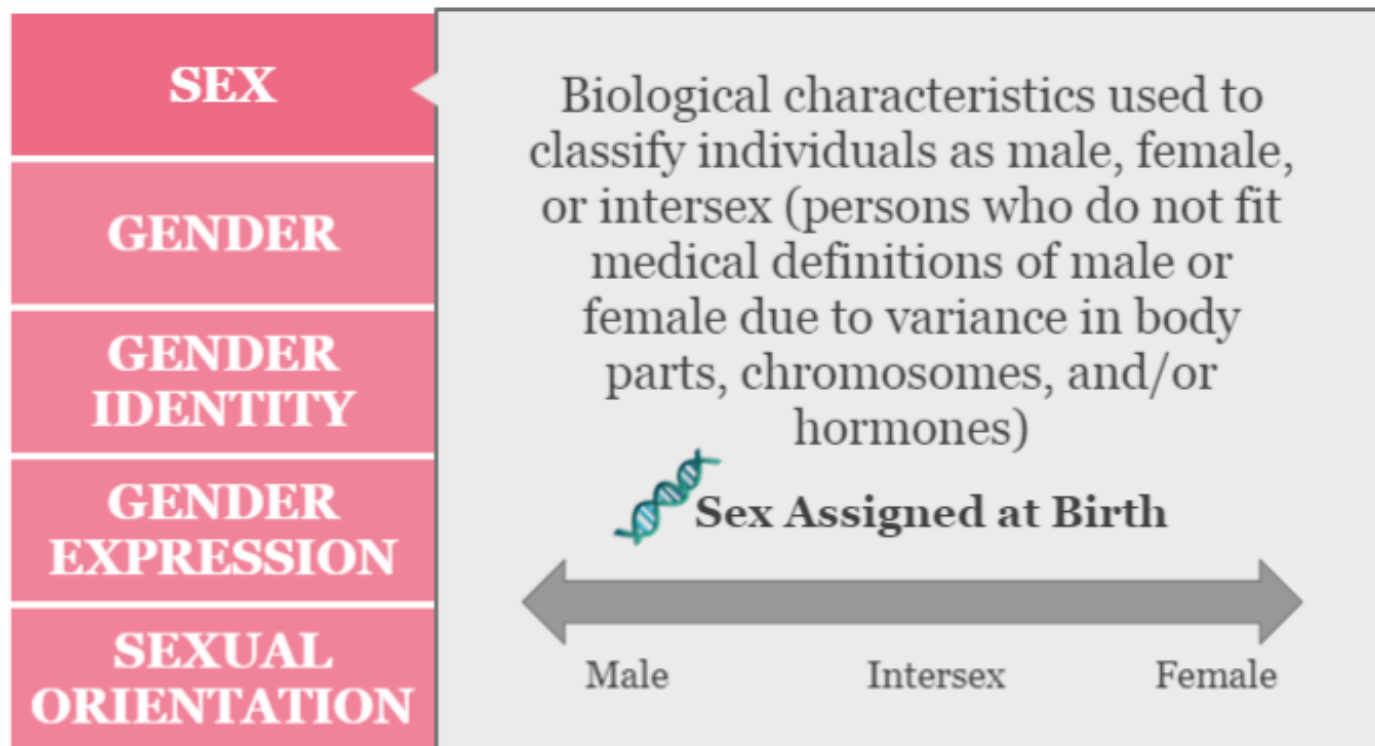 SEX
GENDER
GENDER
IDENTITY
GENDER
EXPRESSION
SEXUAL
ORIENTATION
Biological characteristics used to
classify individuals as male, female,
or intersex (persons who do not fit
medical definitions of male or
female due to variance in body
parts, chromosomes, and/or
hormones)
Sex Assigned at Birth
Male Intersex Female